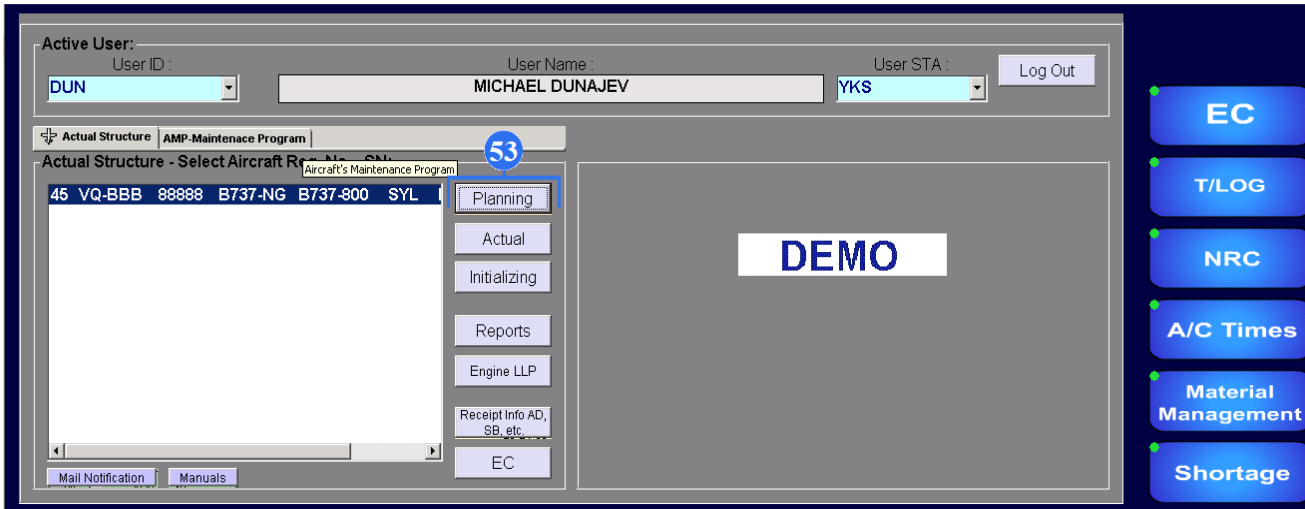 Active User:
User ID :
User Name :
User STA :
DUN
MICHAEL DUNAJEV
YKS
Log Out
Actual Structure
AMP-Maintenace Program
Actual Structure - Select Aircraft
Aircraft's Maintenance Program
53
45 VQ-BBB 88888 B737-NG B737-800 SYL
Planning
Actual
Initializing
Reports
Engine LLP
Receipt Info AD,
SB, etc.
EC
Mail Notification
Manuals
DEMO
EC
T/LOG
NRC
A/C Times
Material
Management
Shortage